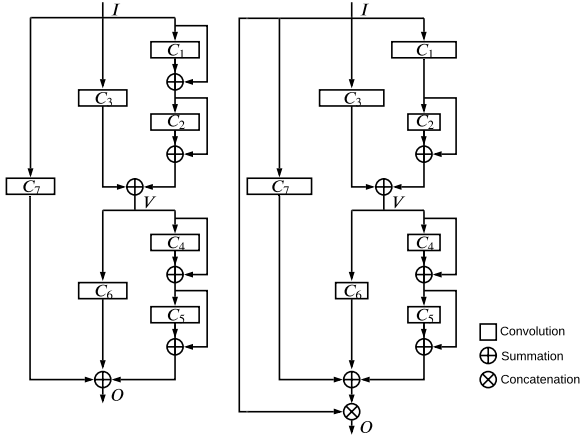 I
C1
C3
C2
C7
V
C4
C6
C5
O
I
C1
C3
C2
C7
V
C4
C6
C5
O
Convolution
Summation
Concatenation